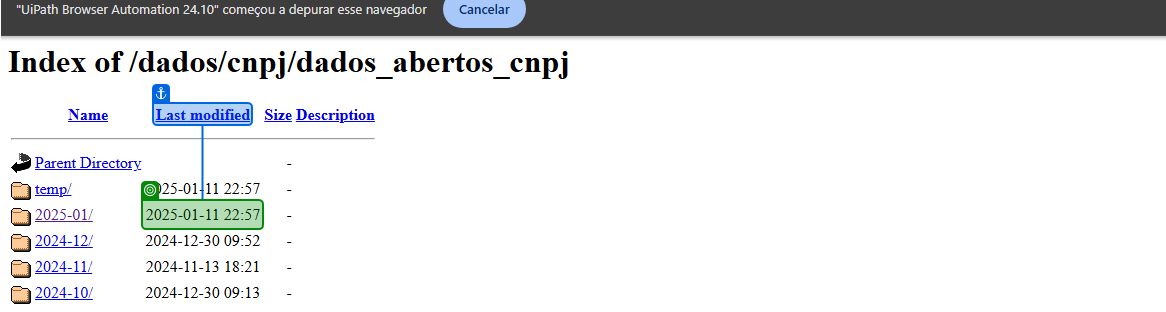 "UiPath Browser Automation 24.10" começou a depurar esse navegador Cancelar
Index of /dados/cnpj/dados_abertos_cnpj
Name Last modified Size Description
Parent Directory -
temp/ 2025-01-11 22:57 -
2025-01/ 2025-01-11 22:57 -
2024-12/ 2024-12-30 09:52 -
2024-11/ 2024-11-13 18:21 -
2024-10/ 2024-12-30 09:13 -